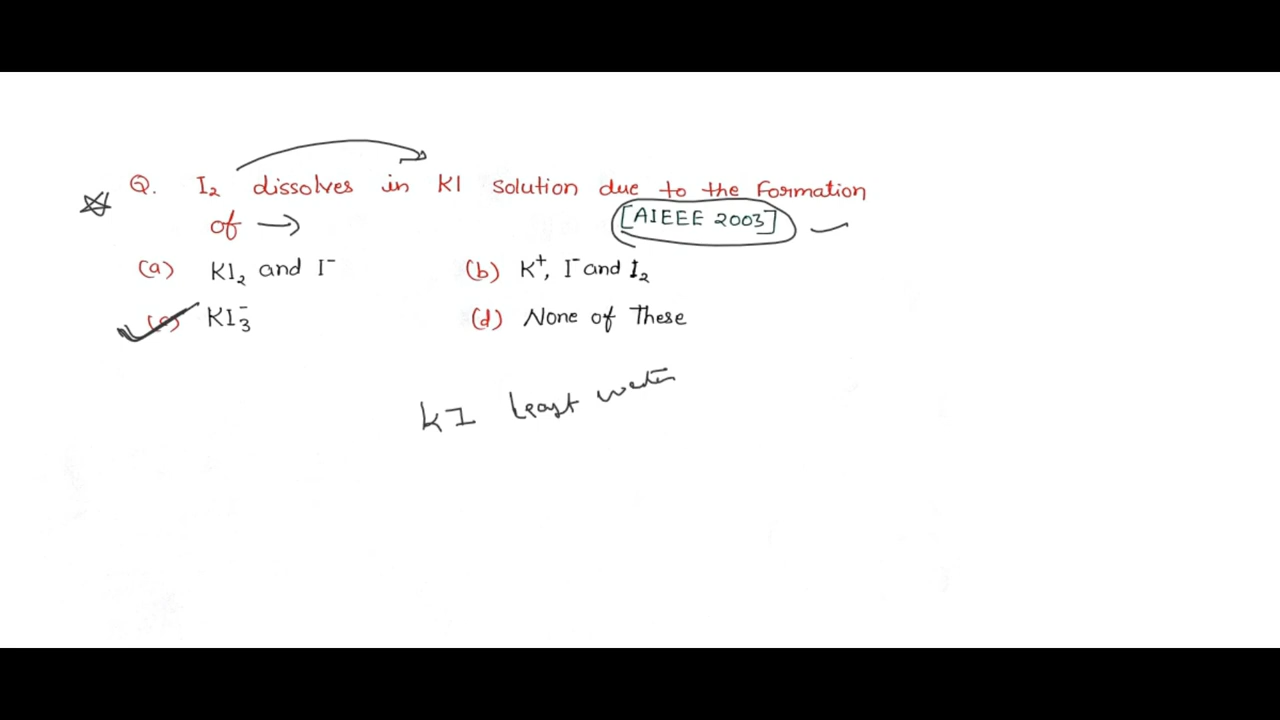 Q. I₂ dissolves in KI solution due to the Formation
of → [AIEEE 2003]
(a) KI₂ and I⁻ (b) K⁺, I⁻ and I₂
(c) KI₃⁻ (d) None of These
KI Least